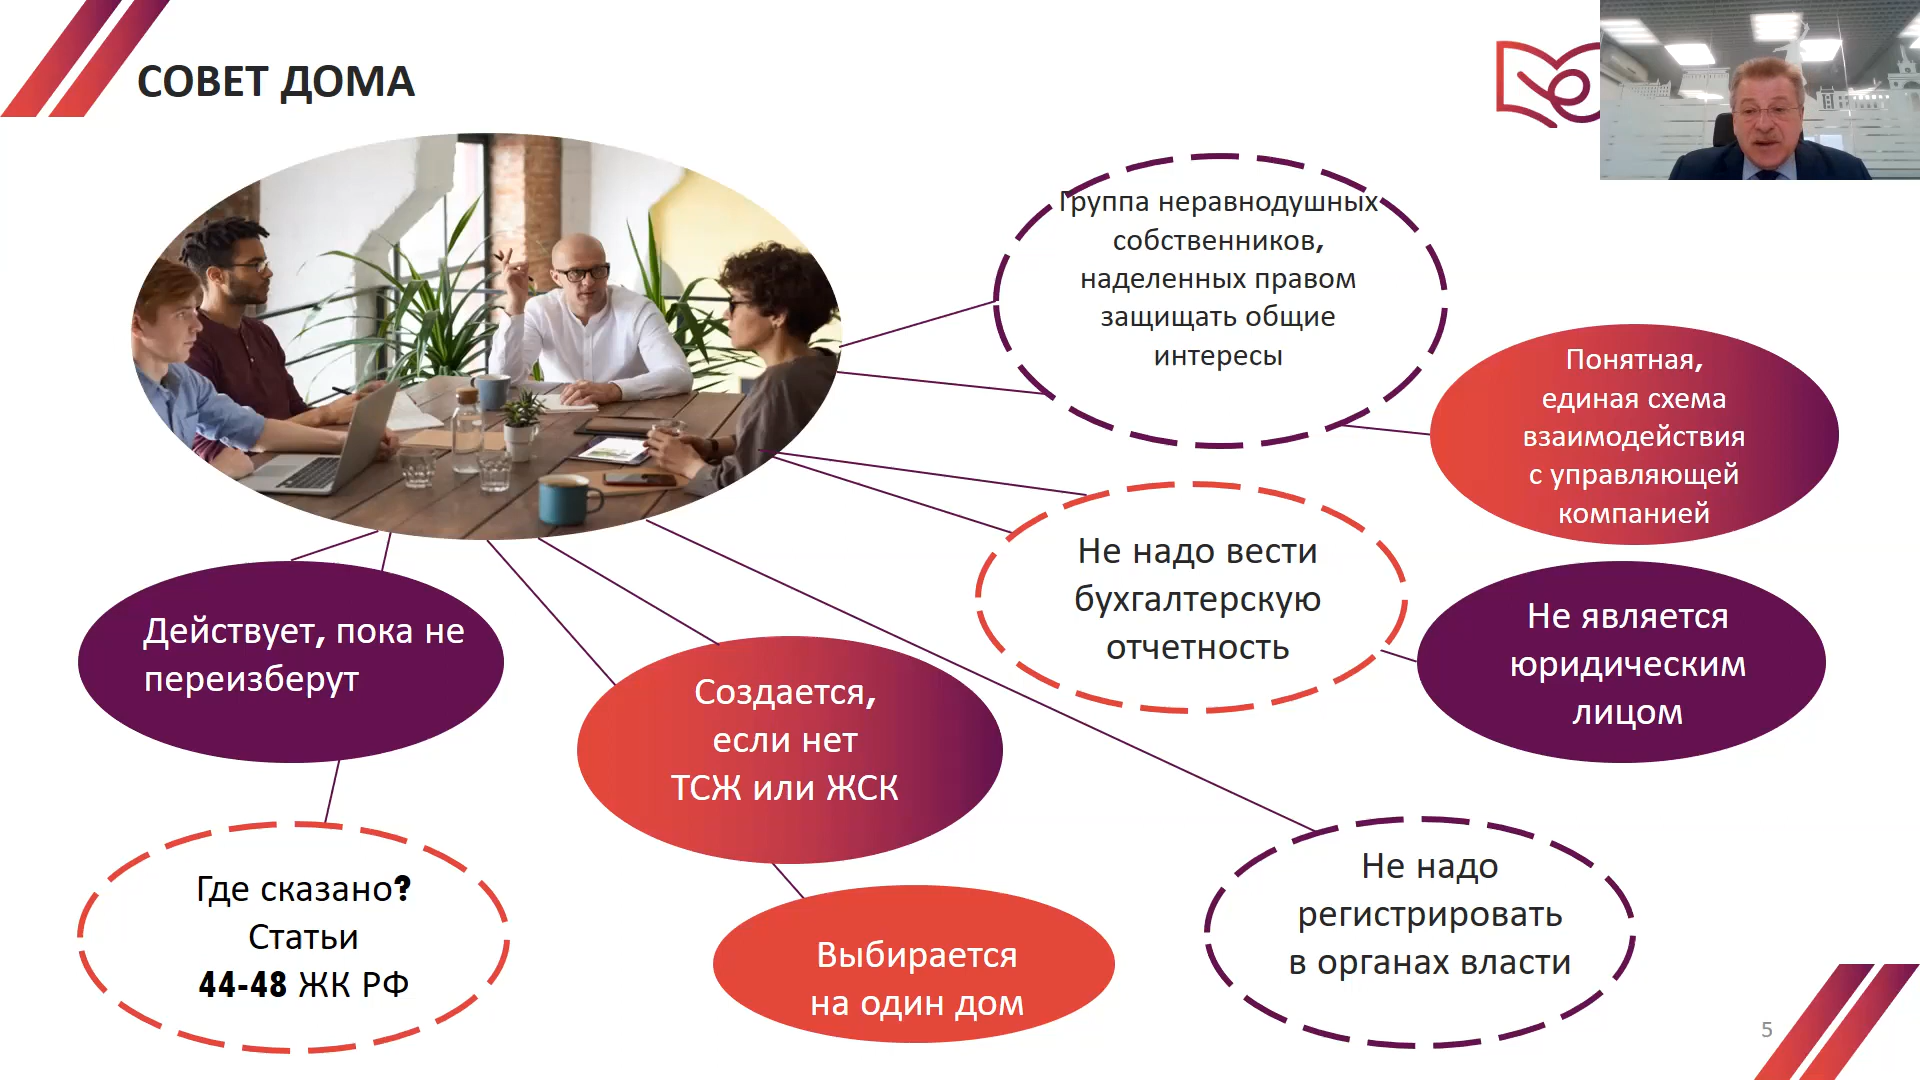 СОВЕТ ДОМА
Группа неравнодушных
собственников,
наделенных правом
защищать общие
интересы
Понятная,
единая схема
взаимодействия
с управляющей
компанией
Не надо вести
бухгалтерскую
отчетность
Не является
юридическим
лицом
Действует, пока не
переизберут
Создается,
если нет
ТСЖ или ЖСК
Где сказано?
Статьи
44-48 ЖК РФ
Выбирается
на один дом
Не надо
регистрировать
в органах власти
5